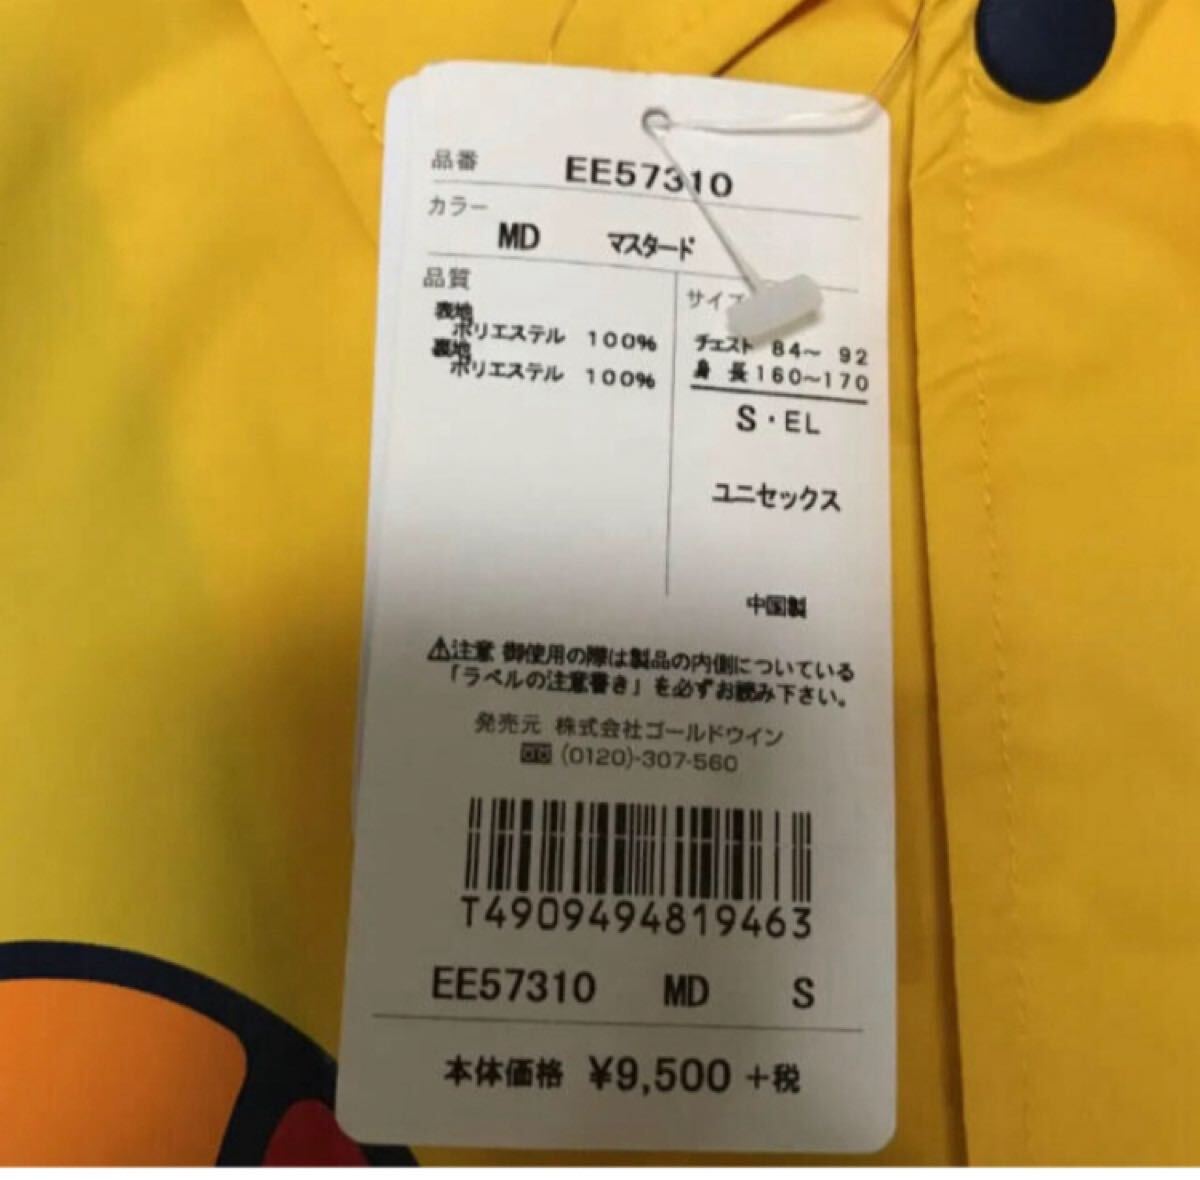 品番 EE57310
カラー
MD マスタード
品質
表地
ポリエステル 100%
裏地
ポリエステル 100%
サイズ
チェスト 84~ 92
身 長 160~170
S・EL
ユニセックス
中国製
⚠注意 御使用の際は製品の内側についている
「ラベルの注意書き」を必ずお読み下さい。
発売元 株式会社ゴールドウイン
(0120)-307-560
T4909494819463
EE57310 MD S
本体価格 ¥9,500 +税